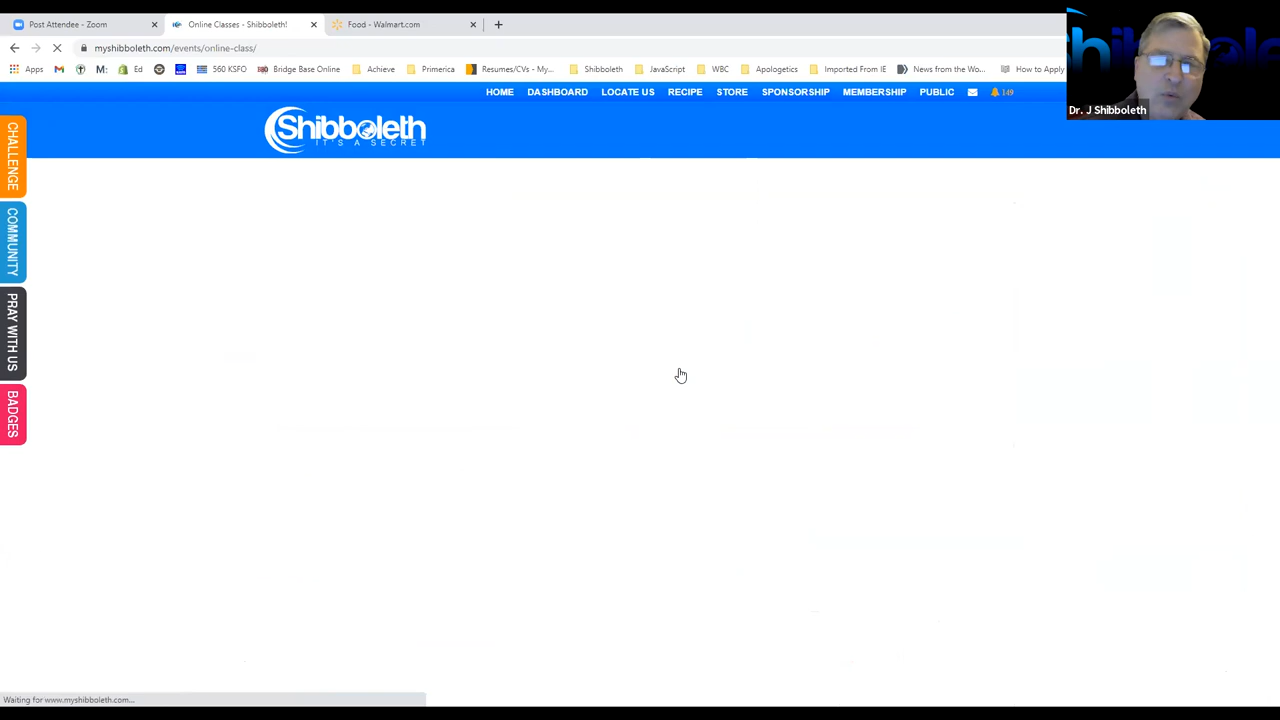 Post Attendee - Zoom
Online Classes - Shibboleth!
Food - Walmart.com
myshibboleth.com/events/online-class/
Apps
M:
Ed
560 KSFO
Bridge Base Online
Achieve
Primerica
Resumes/CVs - My...
Shibboleth
JavaScript
WBC
Apologetics
Imported From IE
News from the Wo...
How to Apply
HOME
DASHBOARD
LOCATE US
RECIPE
STORE
SPONSORSHIP
MEMBERSHIP
PUBLIC
149
Dr. J Shibboleth
Shibboleth
IT'S A SECRET
CHALLENGE
COMMUNITY
PRAY WITH US
BADGES
Waiting for www.myshibboleth.com...